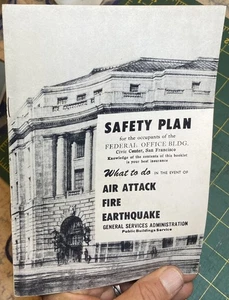 SAFETY PLAN
for the occupants of the
FEDERAL OFFICE BLDG.
Civic Center, San Francisco
Knowledge of the contents of this booklet
is your best insurance
What to do IN THE EVENT OF
AIR ATTACK
FIRE
EARTHQUAKE
GENERAL SERVICES ADMINISTRATION
Public Buildings Service